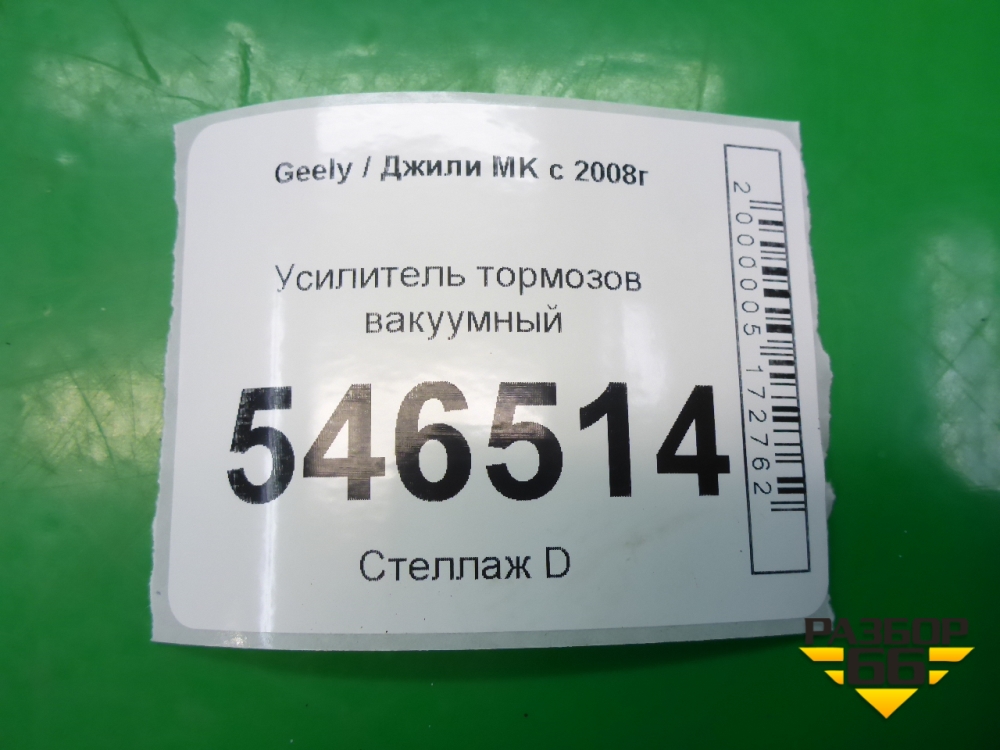 Geely / Джили МК с 2008г
Усилитель тормозов
вакуумный
546514
Стеллаж D
2000005172762
РАЗБОР
66